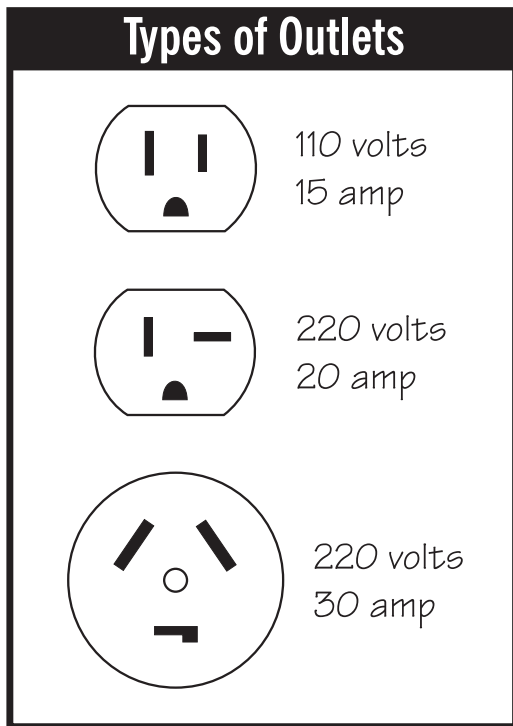 Types of Outlets
110 volts
15 amp
220 volts
20 amp
220 volts
30 amp